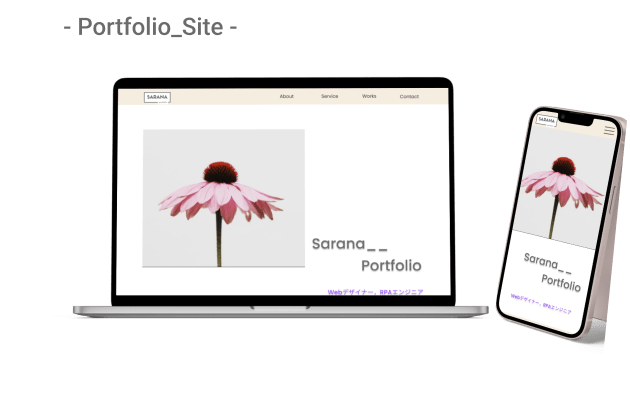 - Portfolio_Site -
SARAMA
About Service Works Contact
Sarana_ _
Portfolio
Webデザイナー, RPAエンジニア
SARAMA
Sarana_ _
Portfolio
Webデザイナー, RPAエンジニア